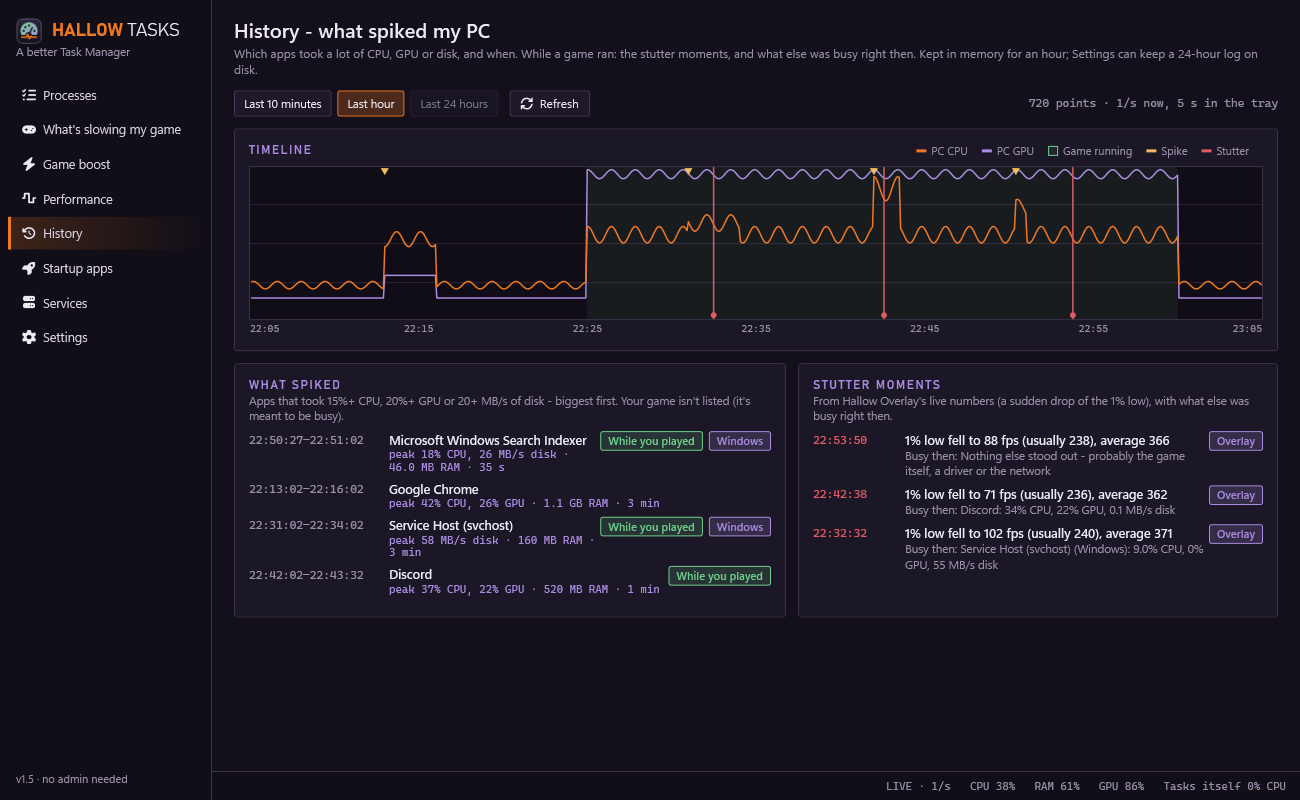 HALLOW TASKS
A better Task Manager
Processes
What's slowing my game
Game boost
Performance
History
Startup apps
Services
Settings
v1.5 · no admin needed
History - what spiked my PC
Which apps took a lot of CPU, GPU or disk, and when. While a game ran: the stutter moments, and what else was busy right then. Kept in memory for an hour; Settings can keep a 24-hour log on
disk.
Last 10 minutes
Last hour
Last 24 hours
Refresh
720 points · 1/s now, 5 s in the tray
TIMELINE
PC CPU
PC GPU
Game running
Spike
Stutter
22:05
22:15
22:25
22:35
22:45
22:55
23:05
WHAT SPIKED
Apps that took 15%+ CPU, 20%+ GPU or 20+ MB/s of disk - biggest first. Your game isn't listed (it's
meant to be busy).
22:50:27–22:51:02 Microsoft Windows Search Indexer While you played Windows
peak 18% CPU, 26 MB/s disk ·
46.0 MB RAM · 35 s
22:13:02–22:16:02 Google Chrome
peak 42% CPU, 26% GPU · 1.1 GB RAM · 3 min
22:31:02–22:34:02 Service Host (svchost) While you played Windows
peak 58 MB/s disk · 160 MB RAM ·
3 min
22:42:02–22:43:32 Discord While you played
peak 37% CPU, 22% GPU · 520 MB RAM · 1 min
STUTTER MOMENTS
From Hallow Overlay's live numbers (a sudden drop of the 1% low), with what else was
busy right then.
22:53:50 1% low fell to 88 fps (usually 238), average 366 Overlay
Busy then: Nothing else stood out - probably the game
itself, a driver or the network
22:42:38 1% low fell to 71 fps (usually 236), average 362 Overlay
Busy then: Discord: 34% CPU, 22% GPU, 0.1 MB/s disk
22:32:32 1% low fell to 102 fps (usually 240), average 371 Overlay
Busy then: Service Host (svchost) (Windows): 9.0% CPU, 0%
GPU, 55 MB/s disk
LIVE · 1/s CPU 38% RAM 61% GPU 86% Tasks itself 0% CPU